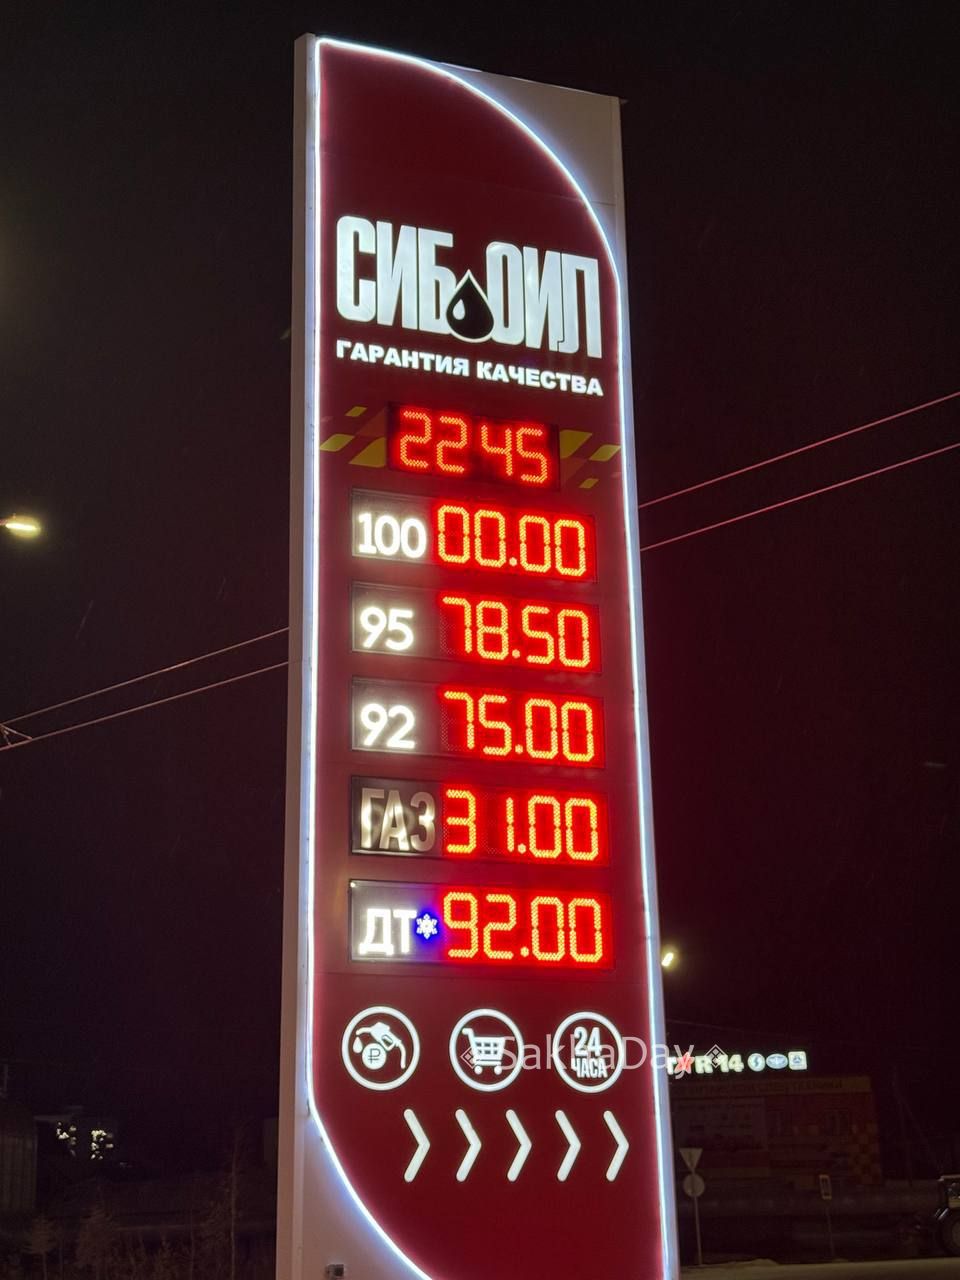 СИБОИЛ
ГАРАНТИЯ КАЧЕСТВА
22 45
100 00.00
95 78.50
92 75.00
ГАЗ 31.00
ДТ 92.00
₽
24
ЧАСА
SakhaDay
R 14